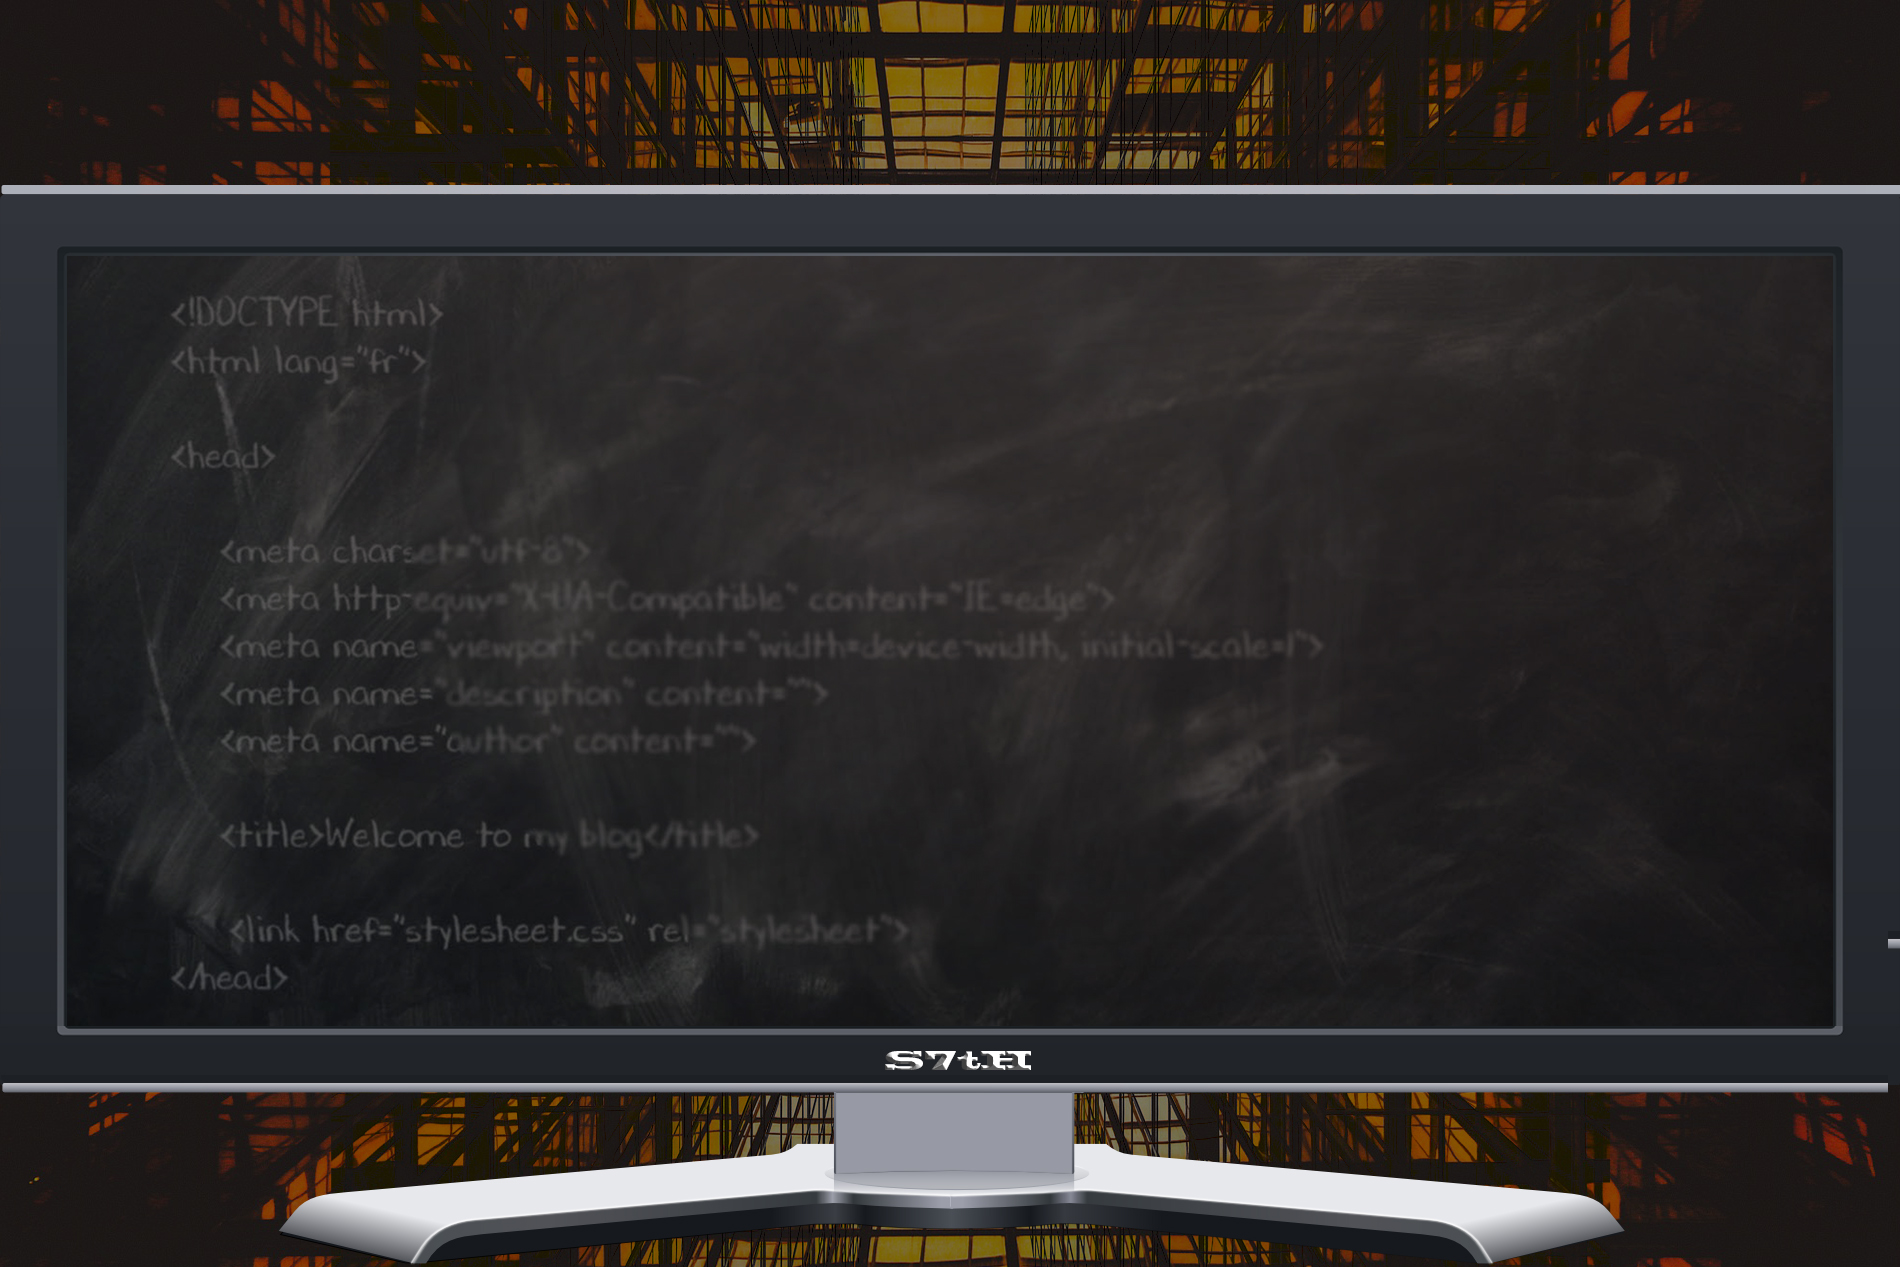 <!DOCTYPE html>
<html lang="fr">
<head>
<meta charset="utf-8">
<meta http-equiv="X-UA-Compatible" content="IE=edge">
<meta name="viewport" content="width=device-width, initial-scale=1">
<meta name="description" content="">
<meta name="author" content="">
<title>Welcome to my blog</title>
<link href="stylesheet.css" rel="stylesheet">
</head>
S7tH